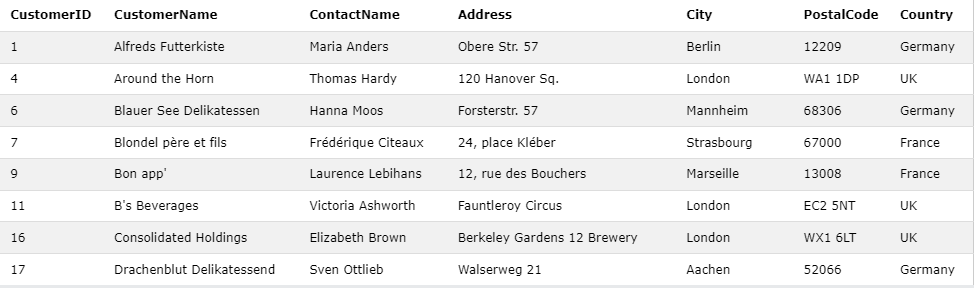 CustomerID CustomerName ContactName Address City PostalCode Country
1 Alfreds Futterkiste Maria Anders Obere Str. 57 Berlin 12209 Germany
4 Around the Horn Thomas Hardy 120 Hanover Sq. London WA1 1DP UK
6 Blauer See Delikatessen Hanna Moos Forsterstr. 57 Mannheim 68306 Germany
7 Blondel père et fils Frédérique Citeaux 24, place Kléber Strasbourg 67000 France
9 Bon app' Laurence Lebihans 12, rue des Bouchers Marseille 13008 France
11 B's Beverages Victoria Ashworth Fauntleroy Circus London EC2 5NT UK
16 Consolidated Holdings Elizabeth Brown Berkeley Gardens 12 Brewery London WX1 6LT UK
17 Drachenblut Delikatessend Sven Ottlieb Walserweg 21 Aachen 52066 Germany